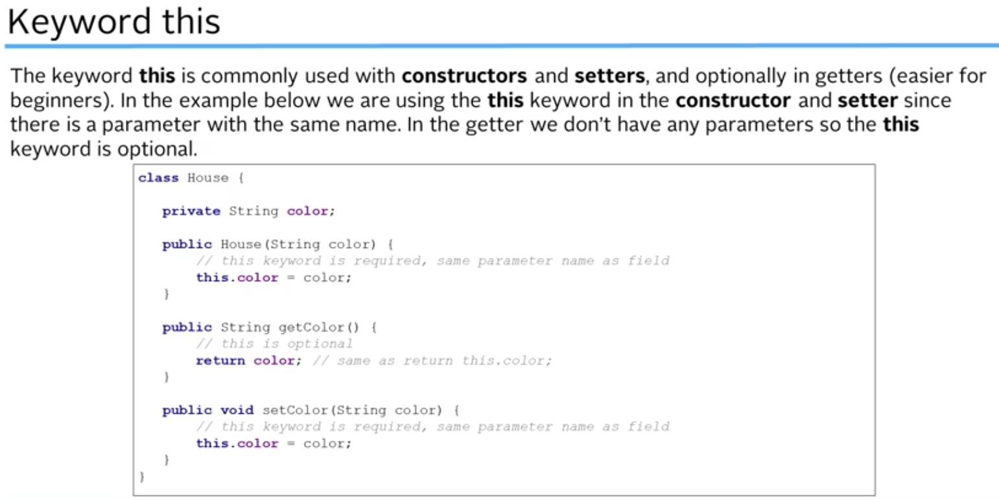 Keyword this
The keyword this is commonly used with constructors and setters, and optionally in getters (easier for
beginners). In the example below we are using the this keyword in the constructor and setter since
there is a parameter with the same name. In the getter we don’t have any parameters so the this
keyword is optional.
class House {
private String color;
public House(String color) {
// this keyword is required, same parameter name as field
this.color = color;
}
public String getColor() {
// this is optional
return color; // same as return this.color;
}
public void setColor(String color) {
// this keyword is required, same parameter name as field
this.color = color;
}
}